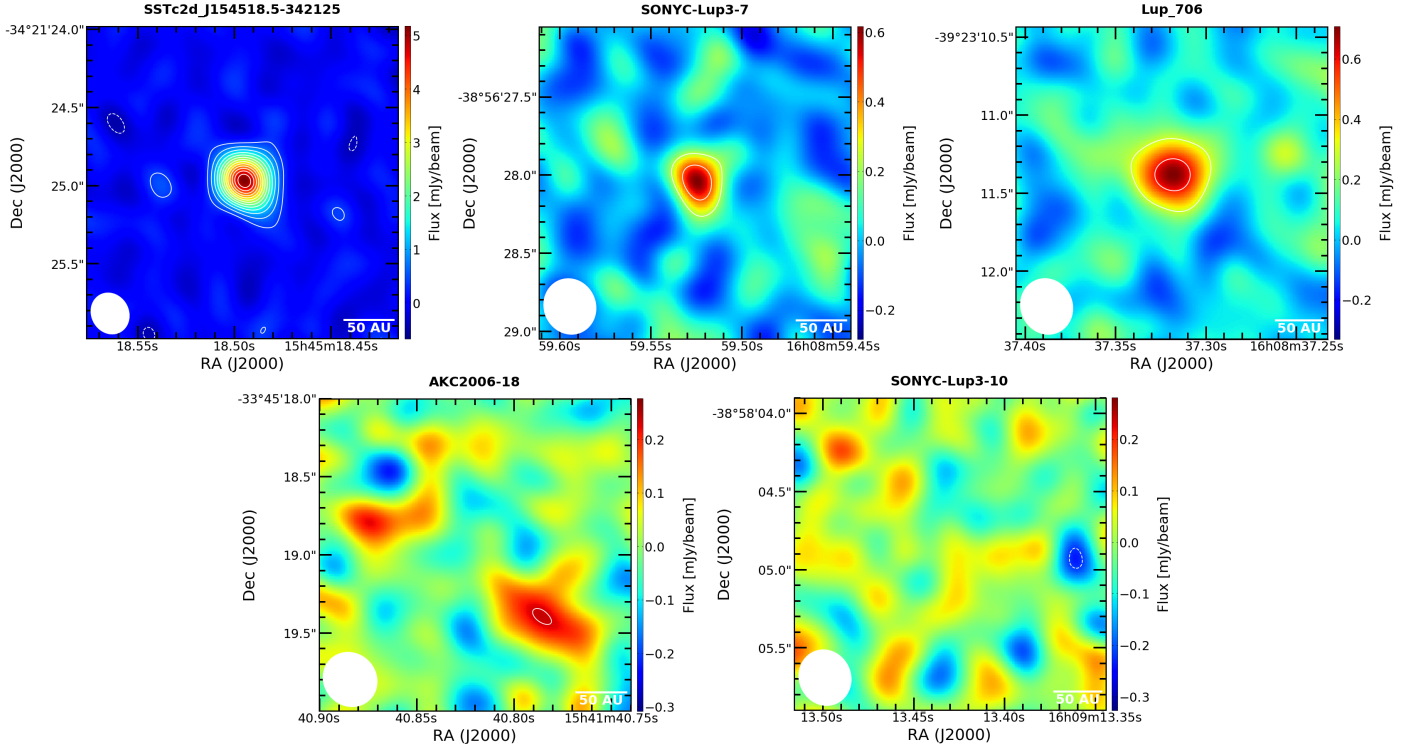 SSTc2d_J154518.5-342125
-34°21'24.0"
24.5"
25.0"
25.5"
Dec (J2000)
18.55s
18.50s
15h45m18.45s
RA (J2000)
50 AU
5
4
3
2
1
0
Flux [mJy/beam]
SONYC-Lup3-7
-38°56'27.5"
28.0"
28.5"
29.0"
Dec (J2000)
59.60s
59.55s
59.50s
16h08m59.45s
RA (J2000)
50 AU
0.6
0.4
0.2
0.0
−0.2
Flux [mJy/beam]
Lup_706
-39°23'10.5"
11.0"
11.5"
12.0"
Dec (J2000)
37.40s
37.35s
37.30s
16h08m37.25s
RA (J2000)
50 AU
0.6
0.4
0.2
0.0
−0.2
Flux [mJy/beam]
AKC2006-18
-33°45'18.0"
18.5"
19.0"
19.5"
Dec (J2000)
40.90s
40.85s
40.80s
15h41m40.75s
RA (J2000)
50 AU
0.2
0.1
0.0
−0.1
−0.2
−0.3
Flux [mJy/beam]
SONYC-Lup3-10
-38°58'04.0"
04.5"
05.0"
05.5"
Dec (J2000)
13.50s
13.45s
13.40s
16h09m13.35s
RA (J2000)
50 AU
0.2
0.1
0.0
−0.1
−0.2
−0.3
Flux [mJy/beam]